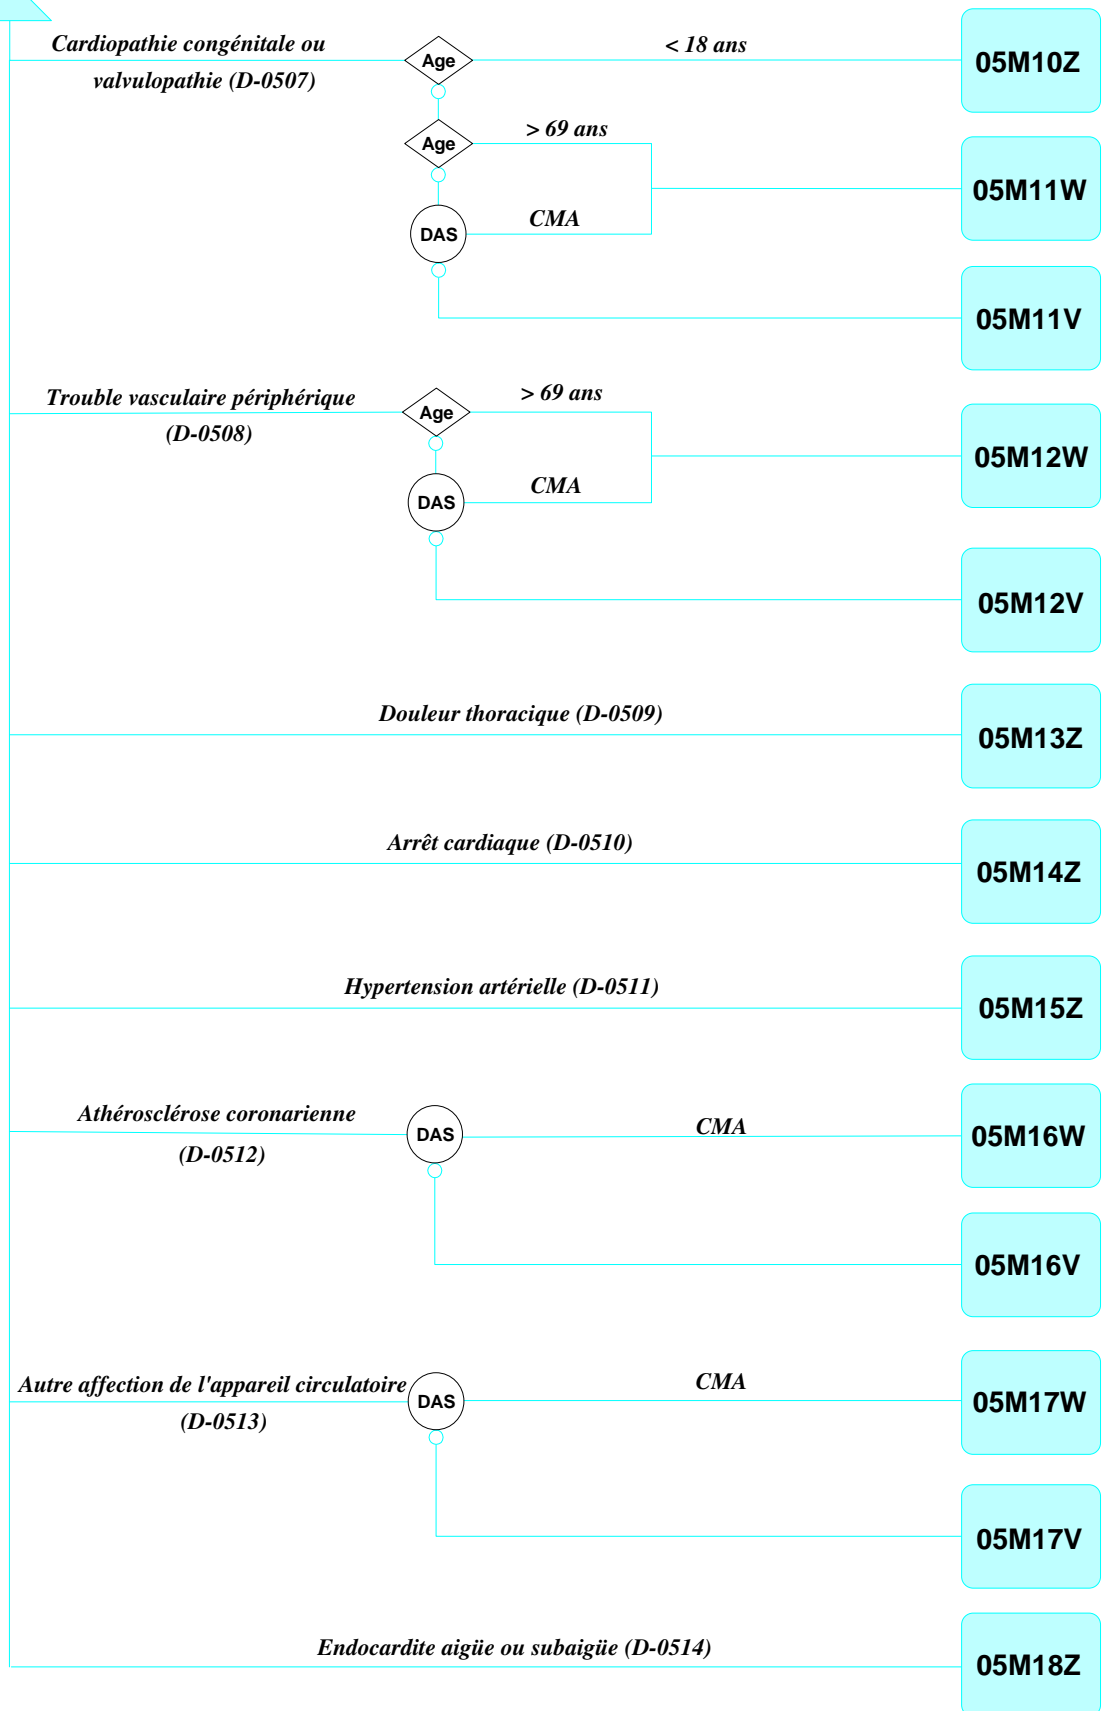 Cardiopathie congénitale ou
valvulopathie (D-0507)
Age
< 18 ans
05M10Z
Age
> 69 ans
05M11W
DAS
CMA
05M11V
Trouble vasculaire périphérique
(D-0508)
Age
> 69 ans
05M12W
DAS
CMA
05M12V
Douleur thoracique (D-0509)
05M13Z
Arrêt cardiaque (D-0510)
05M14Z
Hypertension artérielle (D-0511)
05M15Z
Athérosclérose coronarienne
(D-0512)
DAS
CMA
05M16W
05M16V
Autre affection de l'appareil circulatoire
(D-0513)
DAS
CMA
05M17W
05M17V
Endocardite aigüe ou subaigüe (D-0514)
05M18Z